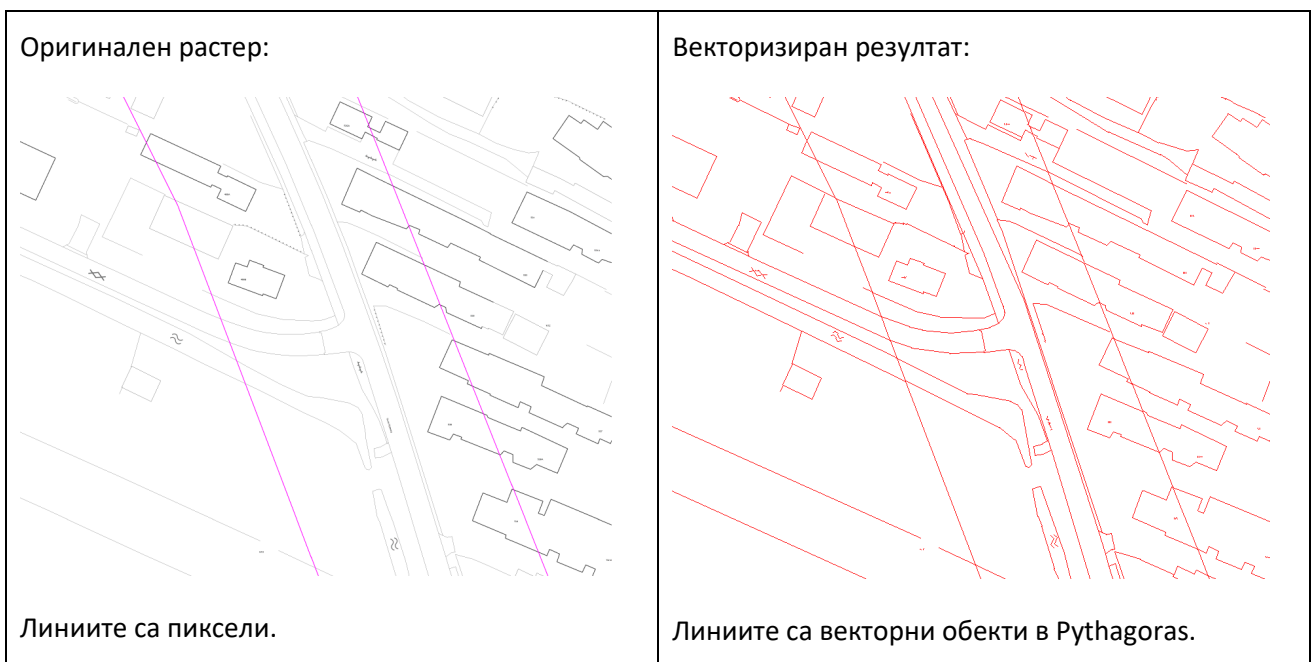 Оригинален растер:
Векторизиран резултат:
Линиите са пиксели.
Линиите са векторни обекти в Pythagoras.